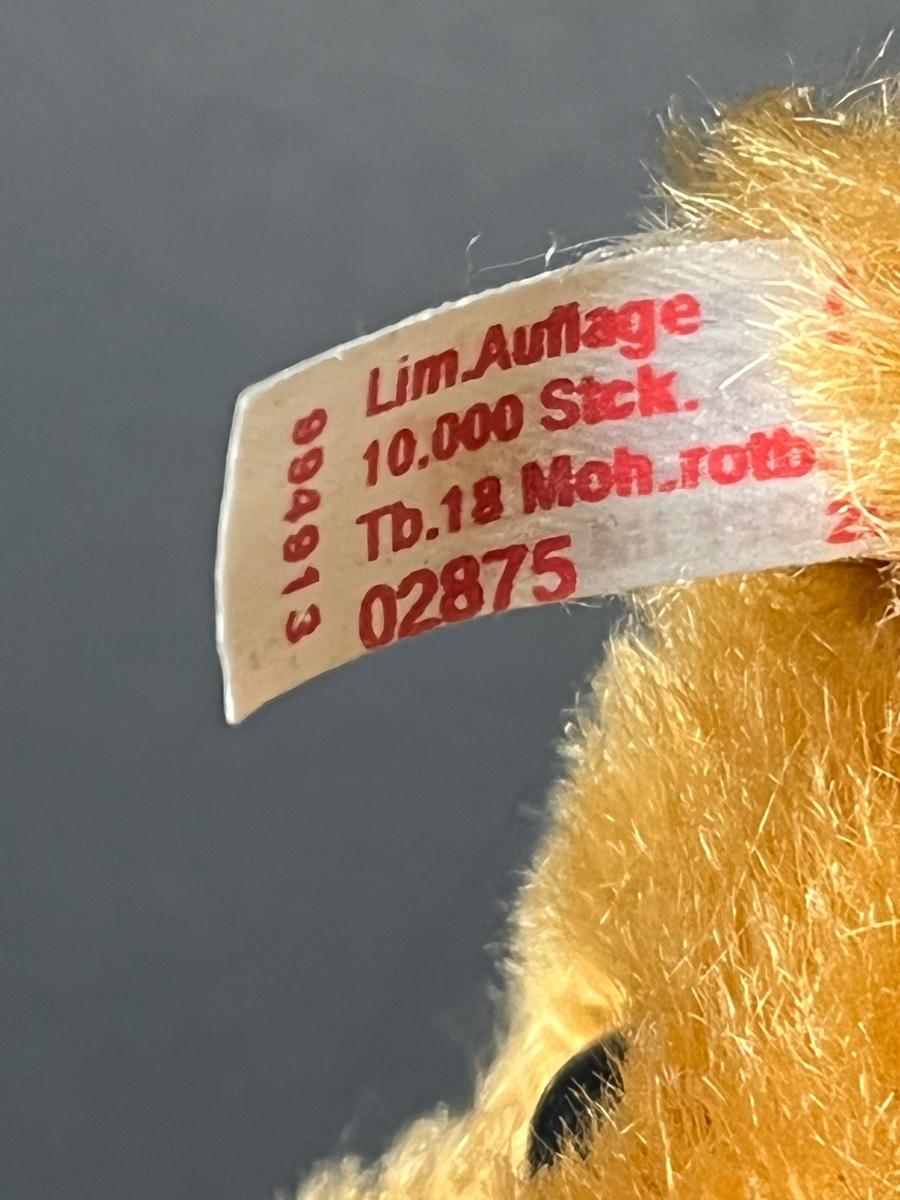 Lim.Auflage
10.000 Stck.
Tb.18 Moh.rotb.
02875
994913